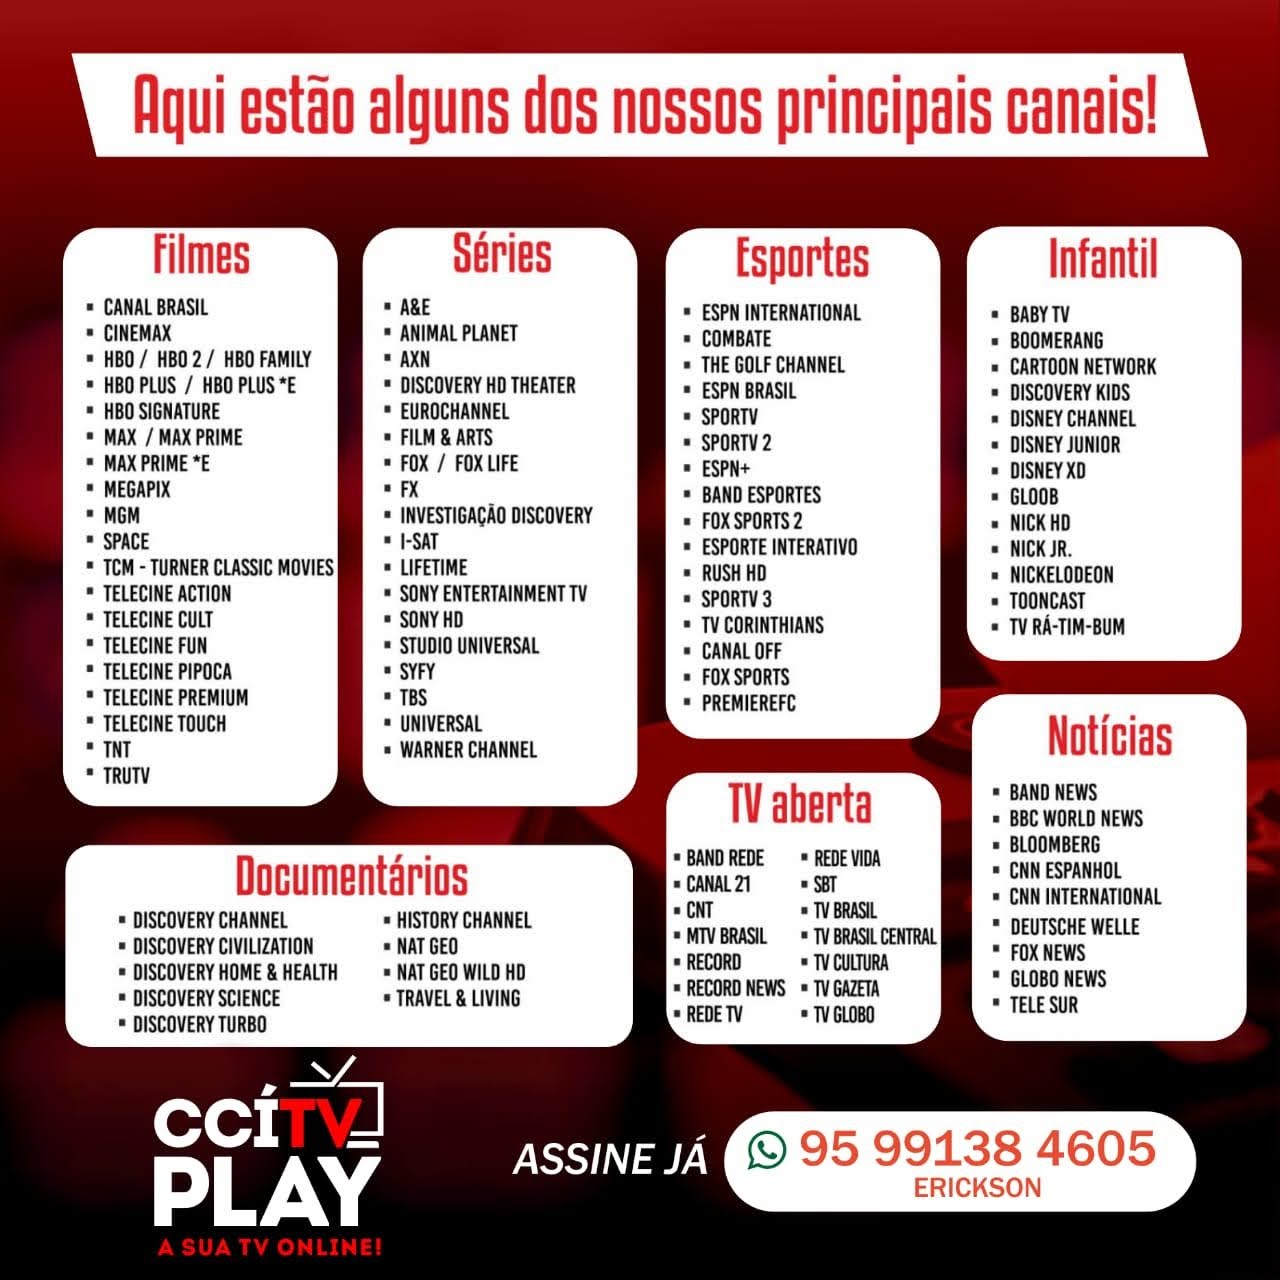 Aqui estão alguns dos nossos principais canais!
Filmes
CANAL BRASIL
CINEMAX
HBO / HBO 2 / HBO FAMILY
HBO PLUS / HBO PLUS *E
HBO SIGNATURE
MAX / MAX PRIME
MAX PRIME *E
MEGAPIX
MGM
SPACE
TCM - TURNER CLASSIC MOVIES
TELECINE ACTION
TELECINE CULT
TELECINE FUN
TELECINE PIPOCA
TELECINE PREMIUM
TELECINE TOUCH
TNT
TRUTV
Séries
A&E
ANIMAL PLANET
AXN
DISCOVERY HD THEATER
EUROCHANNEL
FILM & ARTS
FOX / FOX LIFE
FX
INVESTIGAÇÃO DISCOVERY
I-SAT
LIFETIME
SONY ENTERTAINMENT TV
SONY HD
STUDIO UNIVERSAL
SYFY
TBS
UNIVERSAL
WARNER CHANNEL
Esportes
ESPN INTERNATIONAL
COMBATE
THE GOLF CHANNEL
ESPN BRASIL
SPORTV
SPORTV 2
ESPN+
BAND ESPORTES
FOX SPORTS 2
ESPORTE INTERATIVO
RUSH HD
SPORTV 3
TV CORINTHIANS
CANAL OFF
FOX SPORTS
PREMIEREFC
Infantil
BABY TV
BOOMERANG
CARTOON NETWORK
DISCOVERY KIDS
DISNEY CHANNEL
DISNEY JUNIOR
DISNEY XD
GLOOB
NICK HD
NICK JR.
NICKELODEON
TOONCAST
TV RÁ-TIM-BUM
Documentários
DISCOVERY CHANNEL
DISCOVERY CIVILIZATION
DISCOVERY HOME & HEALTH
DISCOVERY SCIENCE
DISCOVERY TURBO
HISTORY CHANNEL
NAT GEO
NAT GEO WILD HD
TRAVEL & LIVING
TV aberta
BAND REDE
CANAL 21
CNT
MTV BRASIL
RECORD
RECORD NEWS
REDE TV
REDE VIDA
SBT
TV BRASIL
TV BRASIL CENTRAL
TV CULTURA
TV GAZETA
TV GLOBO
Notícias
BAND NEWS
BBC WORLD NEWS
BLOOMBERG
CNN ESPANHOL
CNN INTERNATIONAL
DEUTSCHE WELLE
FOX NEWS
GLOBO NEWS
TELE SUR
CCÍTV
PLAY
A SUA TV ONLINE!
ASSINE JÁ
95 99138 4605
ERICKSON